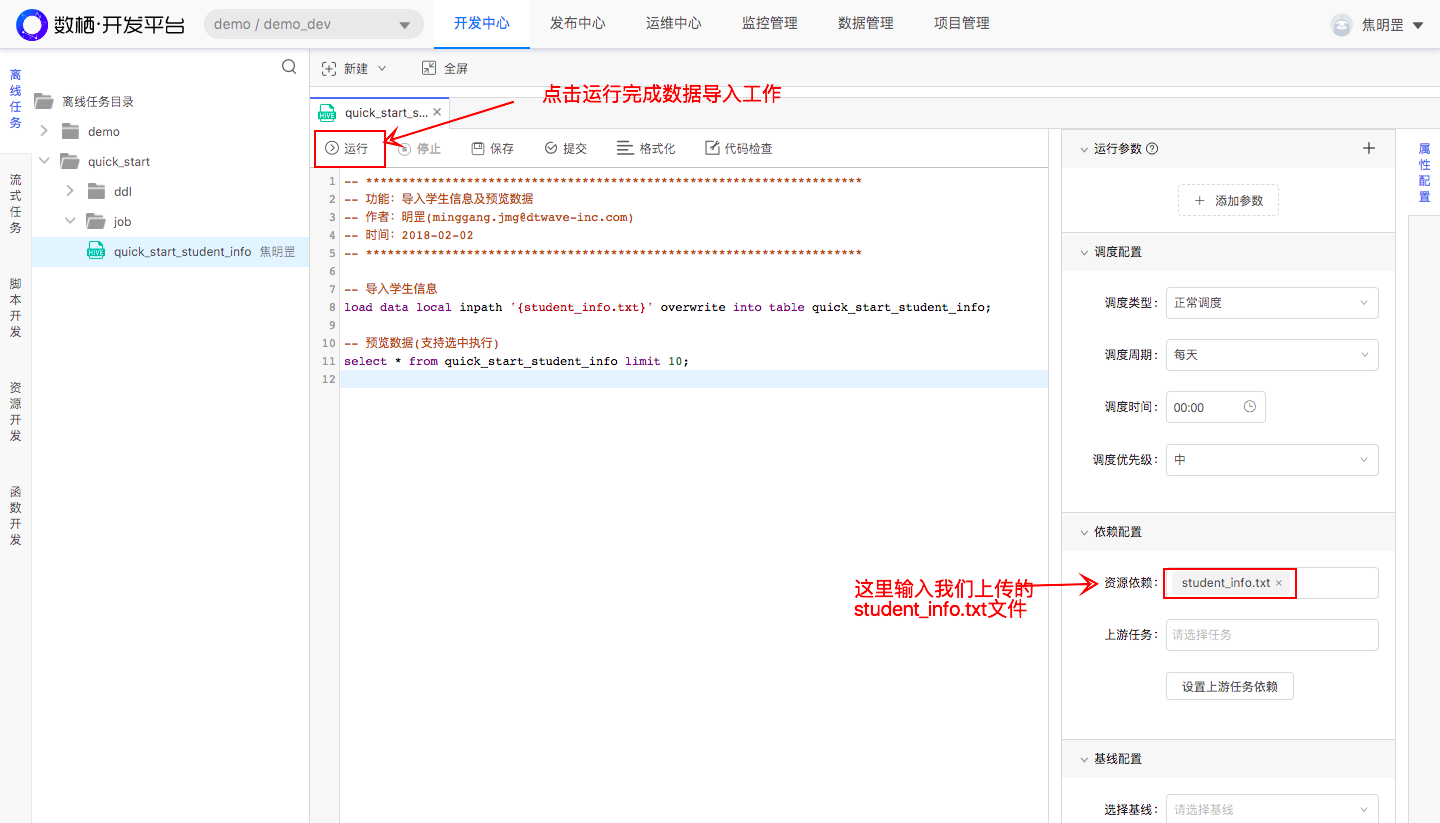 数栖·开发平台
demo / demo_dev
开发中心
发布中心
运维中心
监控管理
数据管理
项目管理
焦明罡
离线任务
流式任务
脚本开发
资源开发
函数开发
离线任务目录
demo
quick_start
ddl
job
quick_start_student_info 焦明罡
新建
全屏
点击运行完成数据导入工作
quick_start_s...
运行
停止
保存
提交
格式化
代码检查
1 -- *********************************************************************
2 -- 功能：导入学生信息及预览数据
3 -- 作者：明罡(minggang.jmg@dtwave-inc.com)
4 -- 时间：2018-02-02
5 -- *********************************************************************
6
7 -- 导入学生信息
8 load data local inpath '{student_info.txt}' overwrite into table quick_start_student_info;
9
10 -- 预览数据(支持选中执行)
11 select * from quick_start_student_info limit 10;
12
这里输入我们上传的
student_info.txt文件
运行参数
添加参数
调度配置
调度类型： 正常调度
调度周期： 每天
调度时间： 00:00
调度优先级： 中
依赖配置
资源依赖： student_info.txt ×
上游任务： 请选择任务
设置上游任务依赖
基线配置
选择基线： 请选择基线
属性配置